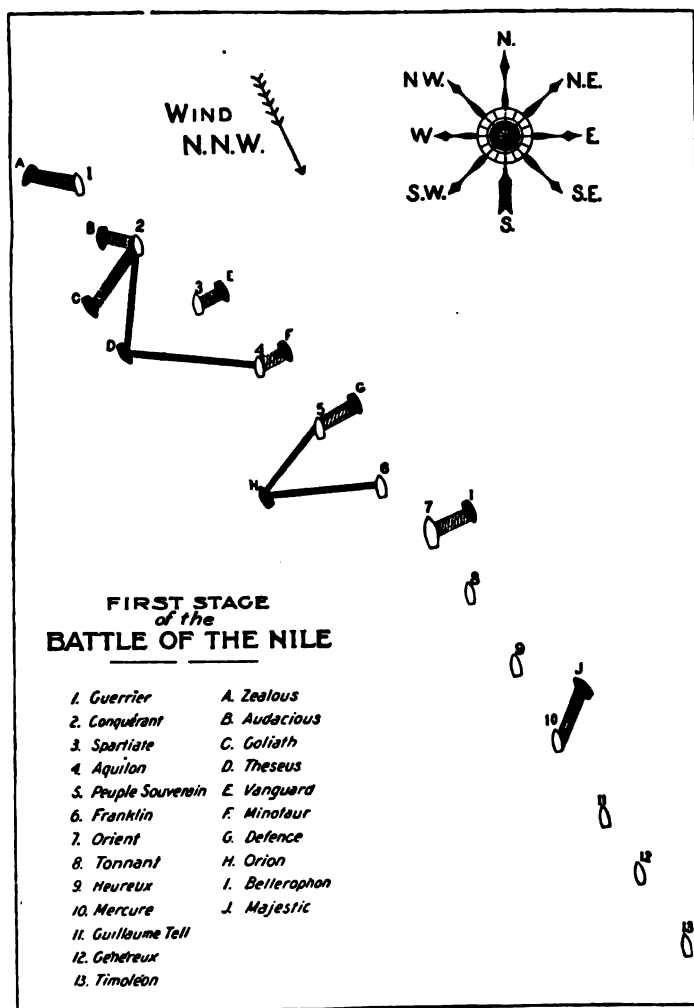 N.
N.W. N.E.
WIND
N.N.W.
W E.
S.W. S.E.
S.
A 1
B 2
C
3 E
D
4 F
G
5
H 6
7 I
8
9
J
10
11
12
13
FIRST STAGE
of the
BATTLE OF THE NILE
1. Guerrier A. Zealous
2. Conquérant B. Audacious
3. Spartiate C. Goliath
4. Aquilon D. Theseus
5. Peuple Souverain E. Vanguard
6. Franklin F. Minotaur
7. Orient G. Defence
8. Tonnant H. Orion
9. Heureux I. Bellerophon
10. Mercure J. Majestic
11. Guillaume Tell
12. Généreux
13. Timoléon